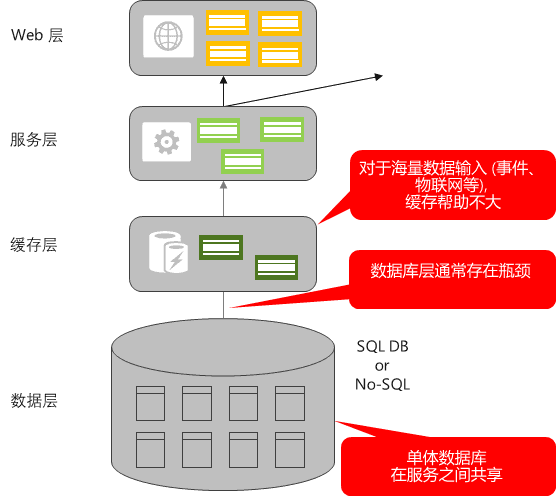 Web 层
服务层
对于海量数据输入 (事件、
物联网等),
缓存帮助不大
缓存层
数据库层通常存在瓶颈
SQL DB
or
No-SQL
数据层
单体数据库
在服务之间共享